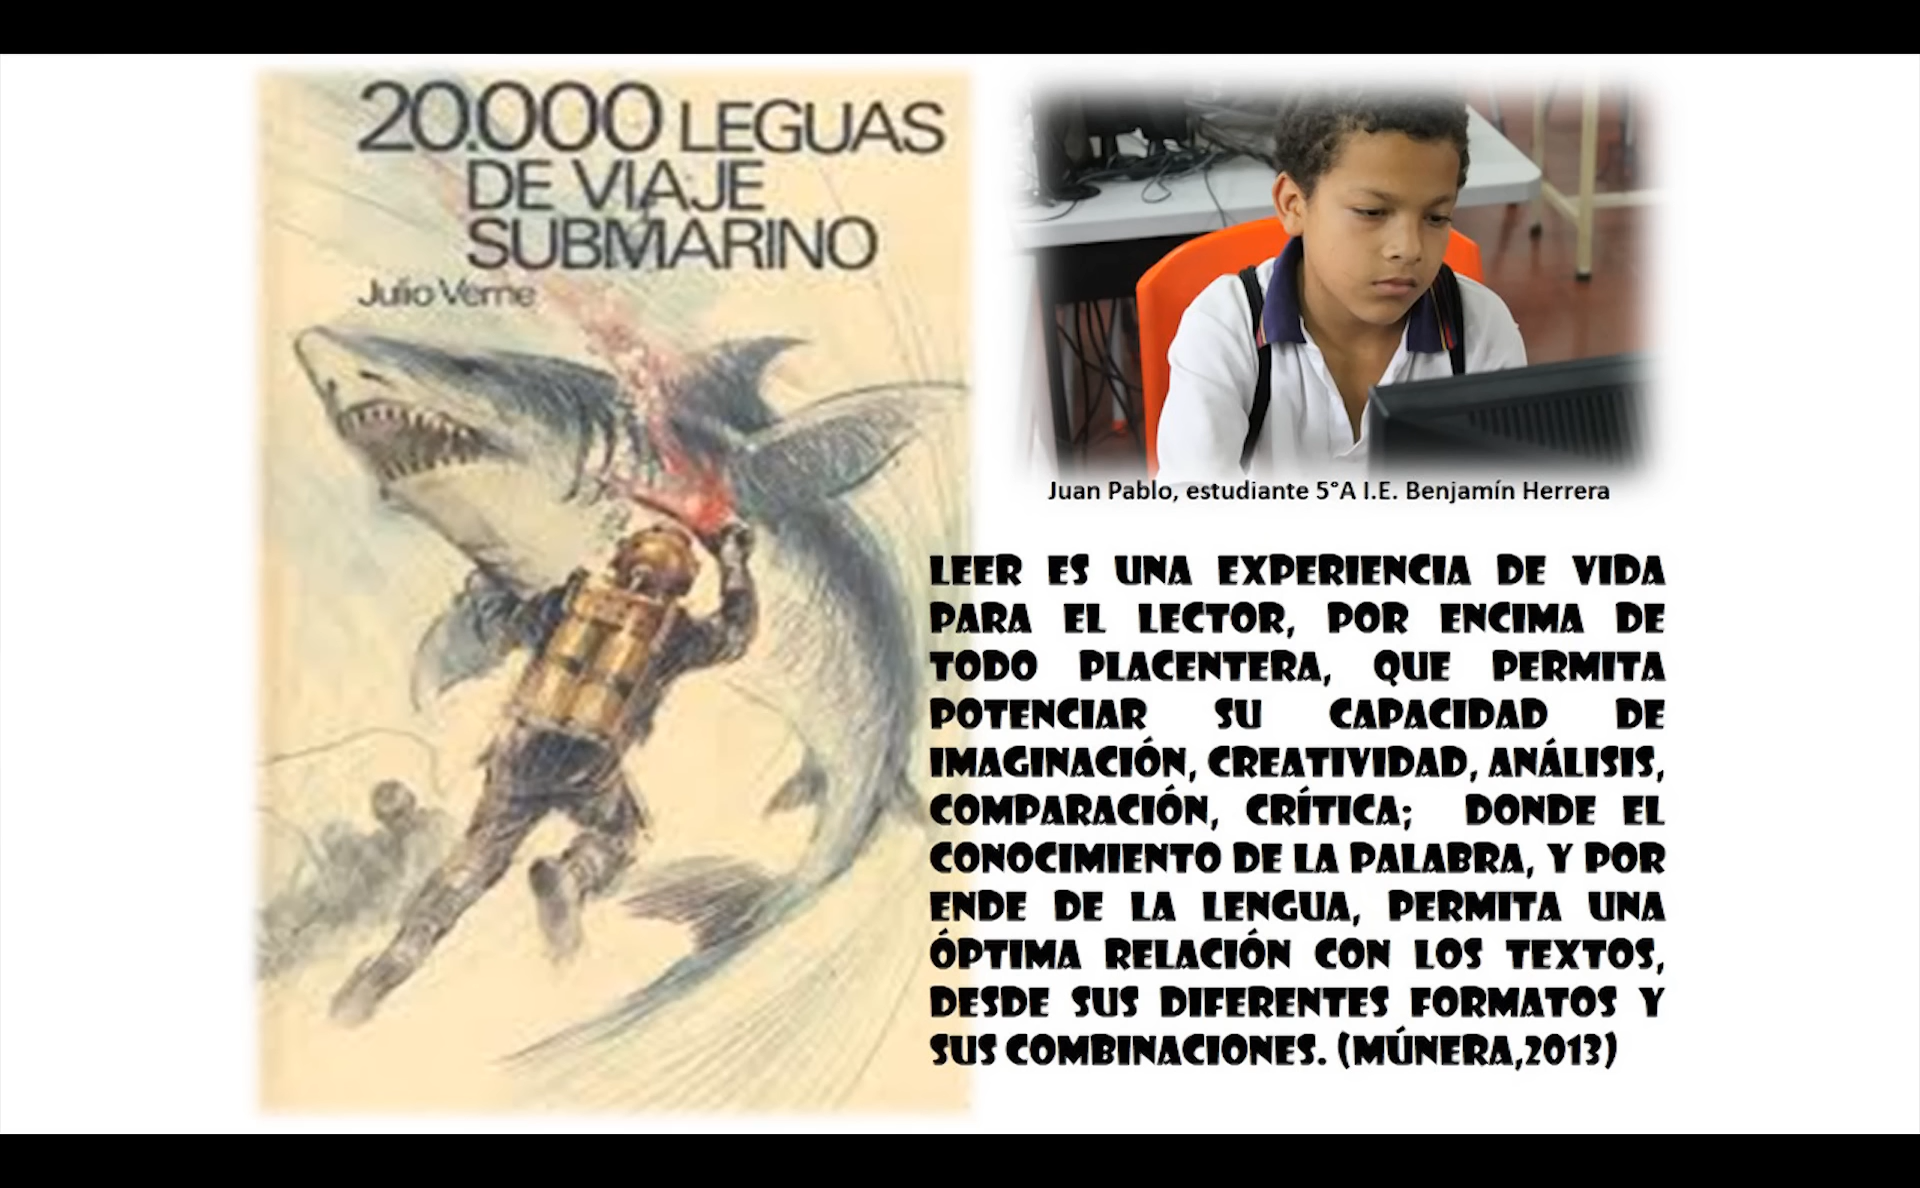 20.000 LEGUAS
DE VIAJE
SUBMARINO
Julio Verne
Juan Pablo, estudiante 5°A I.E. Benjamín Herrera
LEER ES UNA EXPERIENCIA DE VIDA
PARA EL LECTOR, POR ENCIMA DE
TODO PLACENTERA, QUE PERMITA
POTENCIAR SU CAPACIDAD DE
IMAGINACIÓN, CREATIVIDAD, ANÁLISIS,
COMPARACIÓN, CRÍTICA; DONDE EL
CONOCIMIENTO DE LA PALABRA, Y POR
ENDE DE LA LENGUA, PERMITA UNA
ÓPTIMA RELACIÓN CON LOS TEXTOS,
DESDE SUS DIFERENTES FORMATOS Y
SUS COMBINACIONES. (MÚNERA,2013)